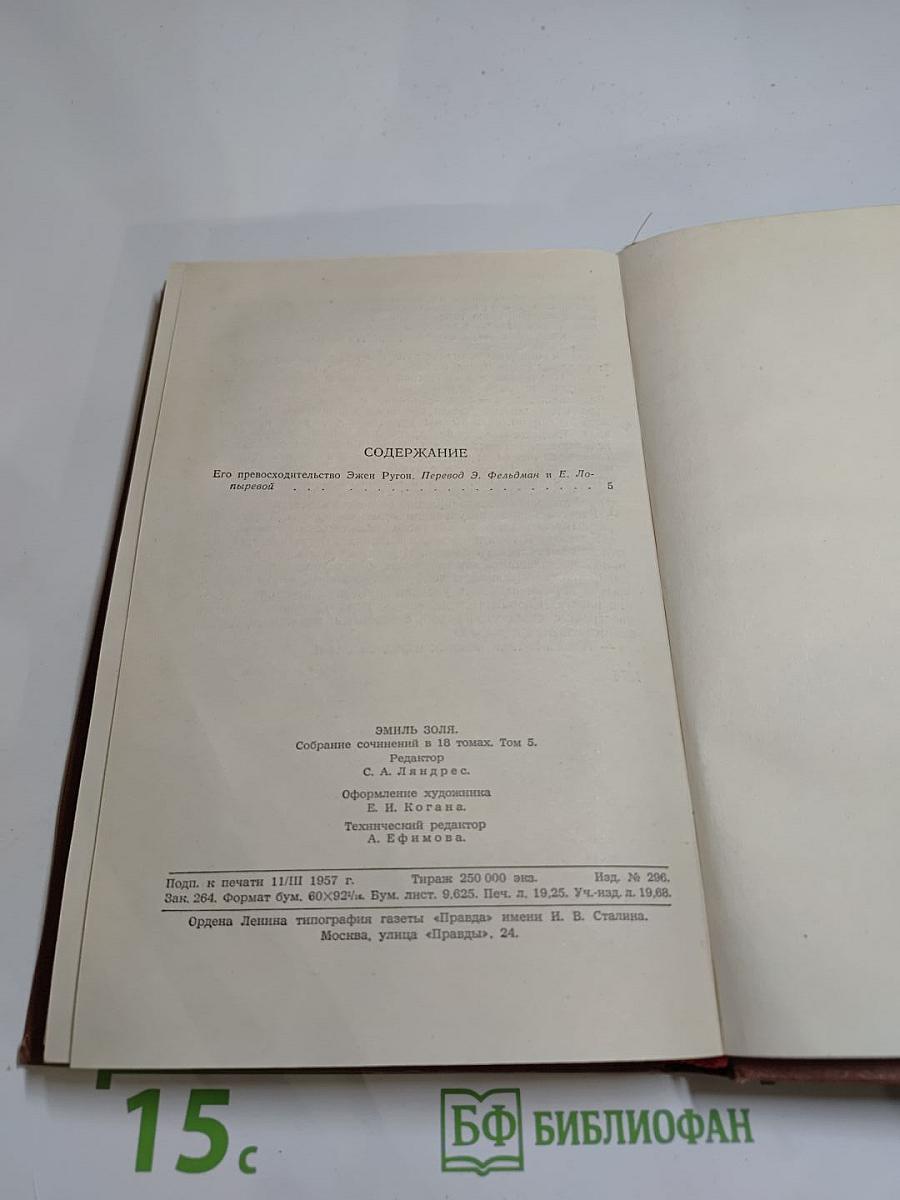 СОДЕРЖАНИЕ
Его превосходительство Эжен Ругон. Перевод Э. Фельдман и Е. Ло-
пыревой . . . . . . . . . . . . . . . . . . . . . . 5
ЭМИЛЬ ЗОЛЯ.
Собрание сочинений в 18 томах. Том 5.
Редактор
С. А. Ляндрес.
Оформление художника
Е. И. Когана.
Технический редактор
А. Ефимова.
Подп. к печати 11/III 1957 г. Тираж 250 000 экз. Изд. № 296.
Зак. 264. Формат бум. 60×92¹/₁₆. Бум. лист. 9,625. Печ. л. 19,25. Уч.-изд. л. 19,68.
Ордена Ленина типография газеты «Правда» имени И. В. Сталина.
Москва, улица «Правды», 24.
15 с
БФ БИБЛИОФАН